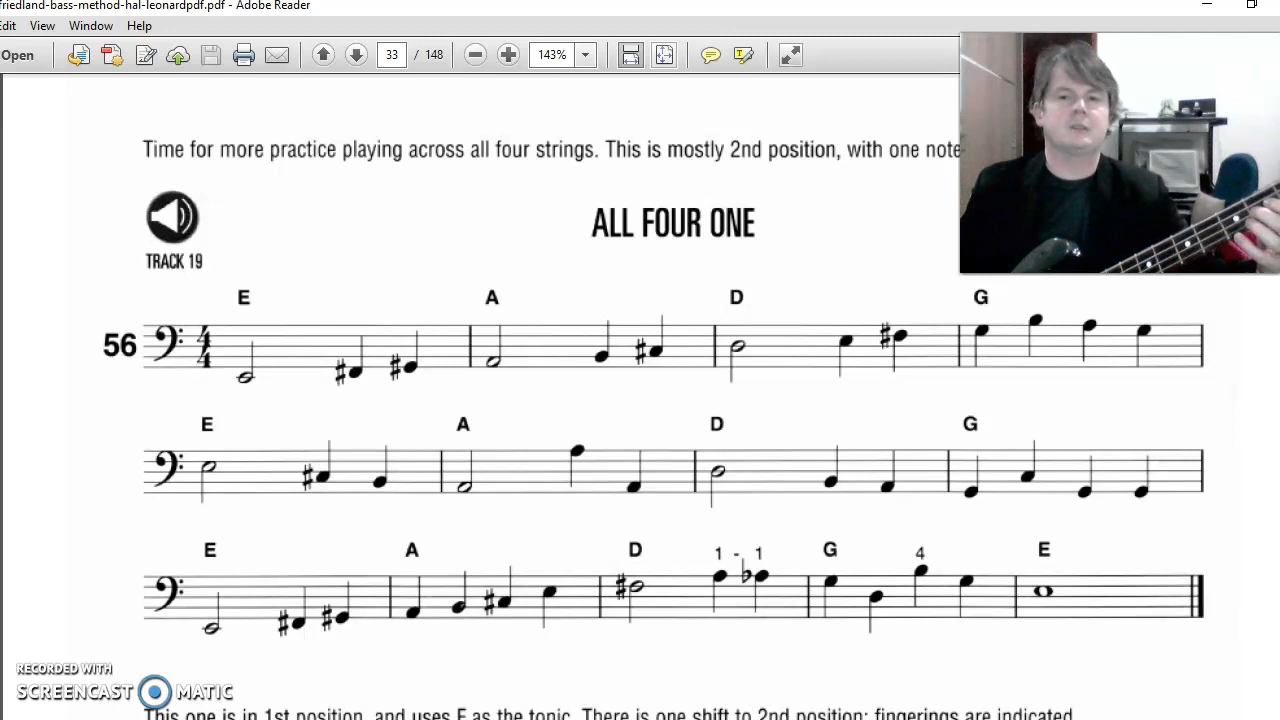 friedland-bass-method-hal-leonardpdf.pdf - Adobe Reader
Edit View Window Help
Open 33 / 148 143%
Time for more practice playing across all four strings. This is mostly 2nd position, with one note
ALL FOUR ONE
TRACK 19
E A D G
56 4/4
E A D G
E A D 1 - 1 G 4 E
RECORDED WITH
SCREENCAST MATIC
This one is in 1st position, and uses F as the tonic. There is one shift to 2nd position; fingerings are indicated